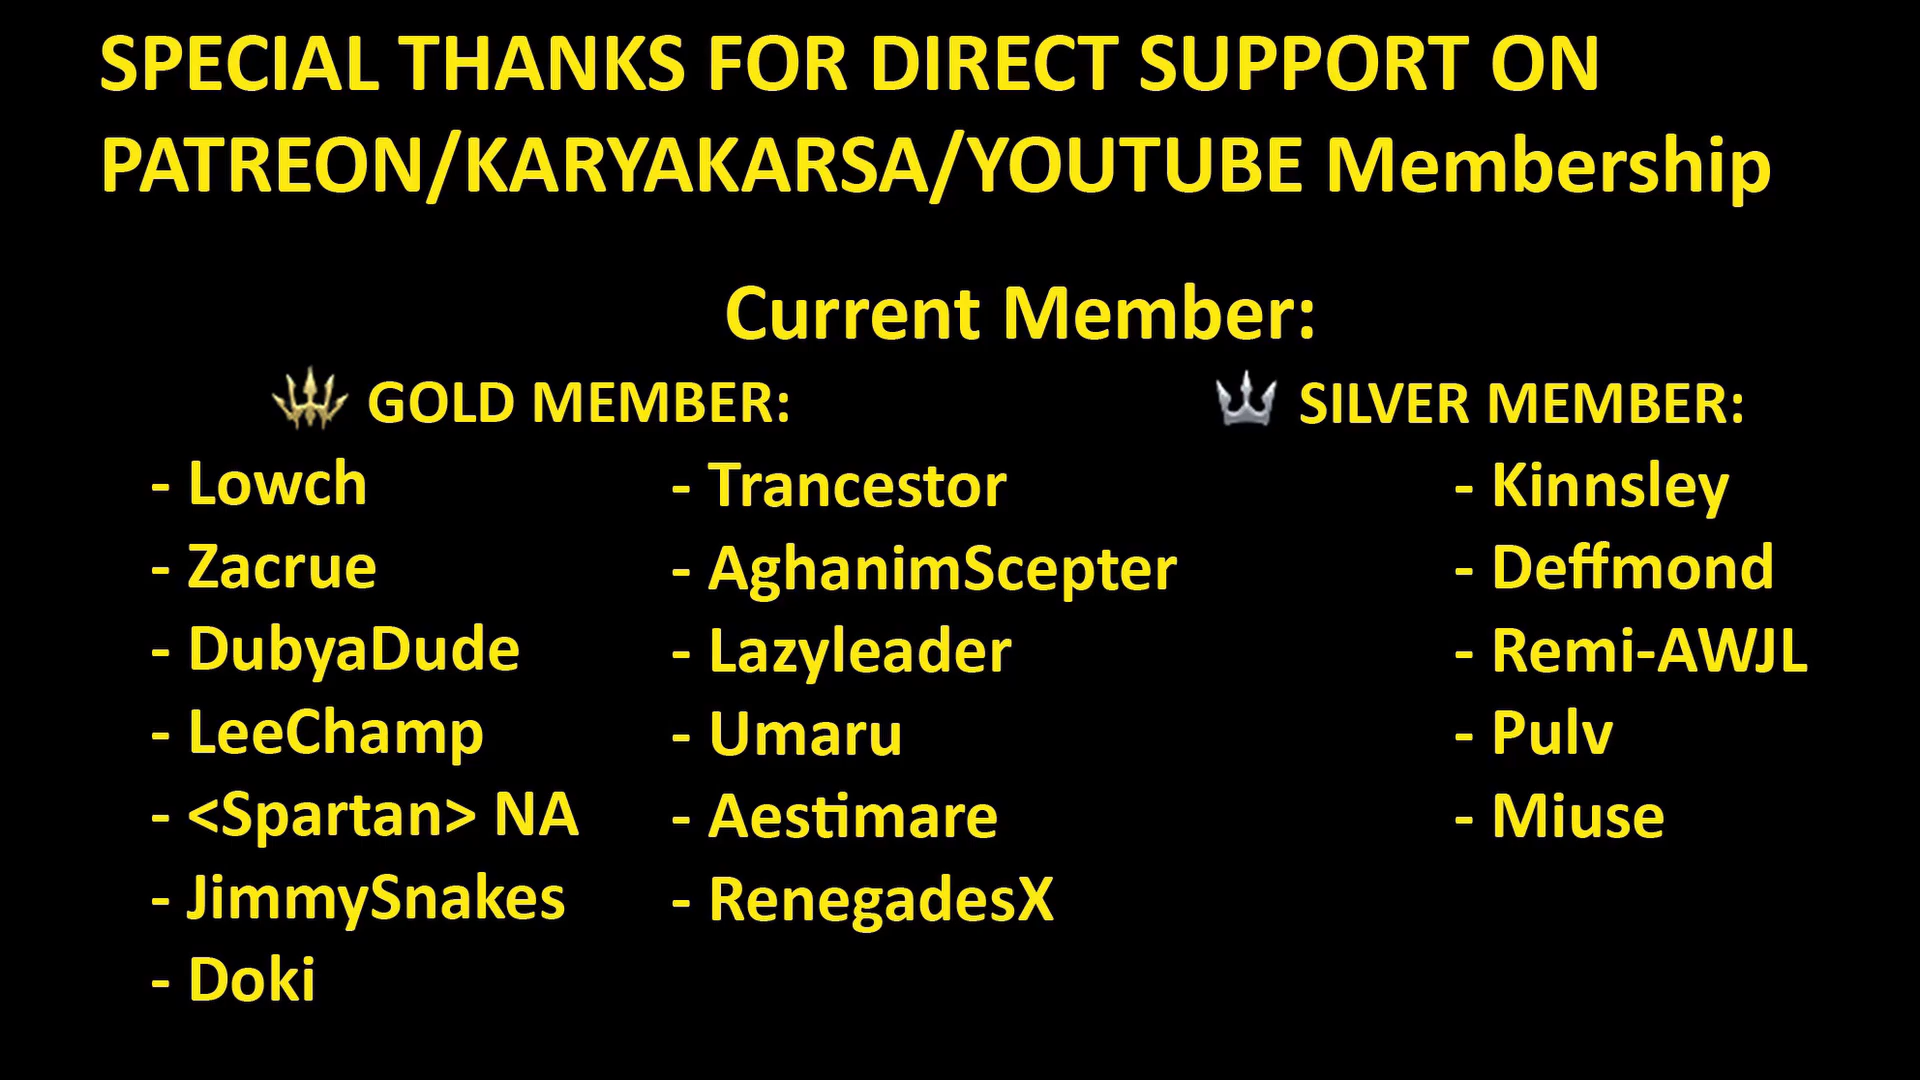 SPECIAL THANKS FOR DIRECT SUPPORT ON
PATREON/KARYAKARSA/YOUTUBE Membership
Current Member:
GOLD MEMBER:
- Lowch
- Zacrue
- DubyaDude
- LeeChamp
- <Spartan> NA
- JimmySnakes
- Doki
- Trancestor
- AghanimScepter
- Lazyleader
- Umaru
- Aestimare
- RenegadesX
SILVER MEMBER:
- Kinnsley
- Deffmond
- Remi-AWJL
- Pulv
- Miuse